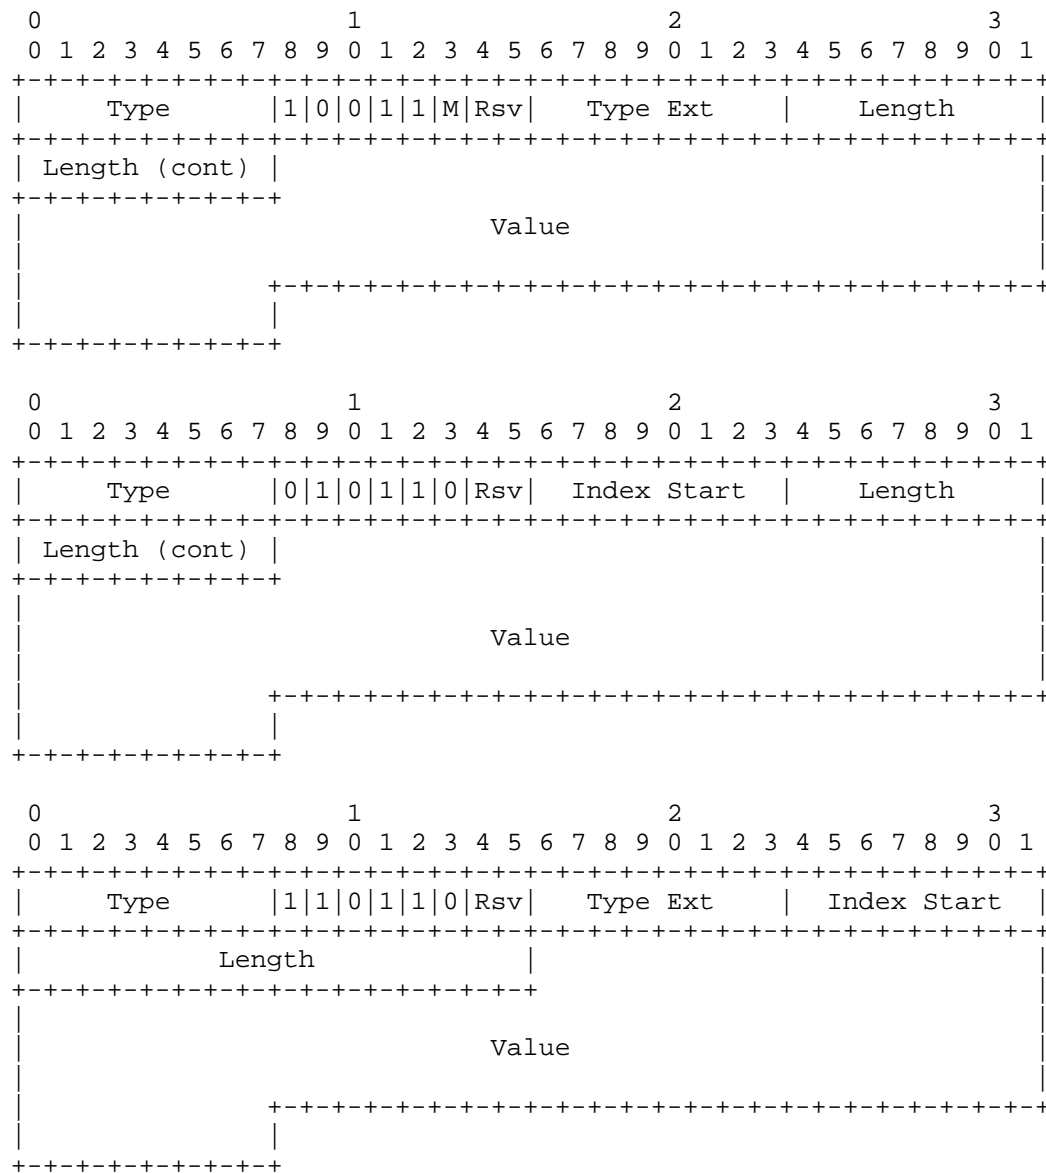 0                   1                   2                   3
 0 1 2 3 4 5 6 7 8 9 0 1 2 3 4 5 6 7 8 9 0 1 2 3 4 5 6 7 8 9 0 1
+-+-+-+-+-+-+-+-+-+-+-+-+-+-+-+-+-+-+-+-+-+-+-+-+-+-+-+-+-+-+-+-+
|     Type      |1|0|0|1|1|M|Rsv|   Type Ext    |    Length     |
+-+-+-+-+-+-+-+-+-+-+-+-+-+-+-+-+-+-+-+-+-+-+-+-+-+-+-+-+-+-+-+-+
| Length (cont) |                                               |
+-+-+-+-+-+-+-+-+                                               |
|                             Value                             |
|                                                               |
|               +-+-+-+-+-+-+-+-+-+-+-+-+-+-+-+-+-+-+-+-+-+-+-+-+
|               |
+-+-+-+-+-+-+-+-+

 0                   1                   2                   3
 0 1 2 3 4 5 6 7 8 9 0 1 2 3 4 5 6 7 8 9 0 1 2 3 4 5 6 7 8 9 0 1
+-+-+-+-+-+-+-+-+-+-+-+-+-+-+-+-+-+-+-+-+-+-+-+-+-+-+-+-+-+-+-+-+
|     Type      |0|1|0|1|1|0|Rsv|  Index Start  |    Length     |
+-+-+-+-+-+-+-+-+-+-+-+-+-+-+-+-+-+-+-+-+-+-+-+-+-+-+-+-+-+-+-+-+
| Length (cont) |                                               |
+-+-+-+-+-+-+-+-+                                               |
|                                                               |
|                             Value                             |
|                                                               |
|               +-+-+-+-+-+-+-+-+-+-+-+-+-+-+-+-+-+-+-+-+-+-+-+-+
|               |
+-+-+-+-+-+-+-+-+

 0                   1                   2                   3
 0 1 2 3 4 5 6 7 8 9 0 1 2 3 4 5 6 7 8 9 0 1 2 3 4 5 6 7 8 9 0 1
+-+-+-+-+-+-+-+-+-+-+-+-+-+-+-+-+-+-+-+-+-+-+-+-+-+-+-+-+-+-+-+-+
|     Type      |1|1|0|1|1|0|Rsv|   Type Ext    |  Index Start  |
+-+-+-+-+-+-+-+-+-+-+-+-+-+-+-+-+-+-+-+-+-+-+-+-+-+-+-+-+-+-+-+-+
|            Length             |                               |
+-+-+-+-+-+-+-+-+-+-+-+-+-+-+-+-+                               |
|                                                               |
|                             Value                             |
|                                                               |
|               +-+-+-+-+-+-+-+-+-+-+-+-+-+-+-+-+-+-+-+-+-+-+-+-+
|               |
+-+-+-+-+-+-+-+-+